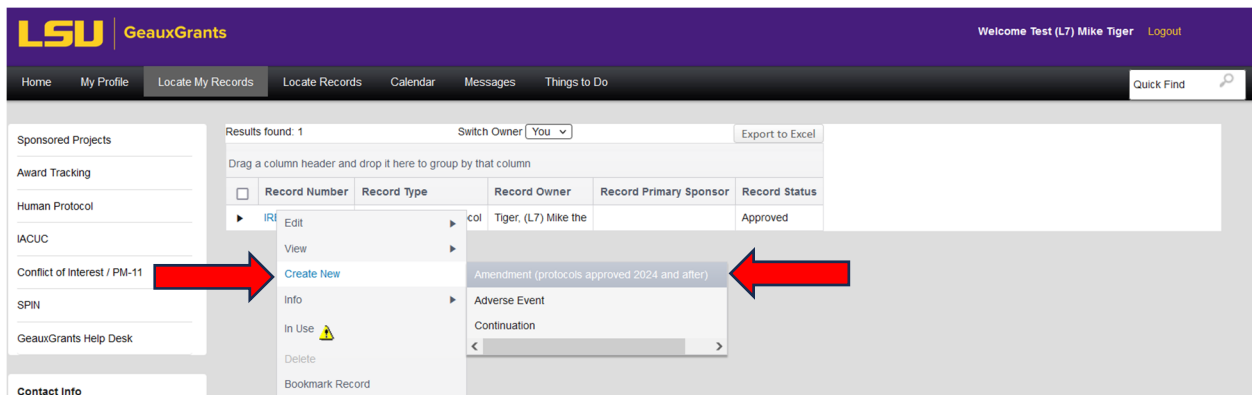 LSU GeauxGrants
Welcome Test (L7) Mike Tiger Logout
Home My Profile Locate My Records Locate Records Calendar Messages Things to Do
Quick Find
Sponsored Projects
Award Tracking
Human Protocol
IACUC
Conflict of Interest / PM-11
SPIN
GeauxGrants Help Desk
Contact Info
Results found: 1 Switch Owner You Export to Excel
Drag a column header and drop it here to group by that column
Record Number Record Type Record Owner Record Primary Sponsor Record Status
Tiger, (L7) Mike the Approved
Edit
View
Create New
Info
In Use
Delete
Bookmark Record
Amendment (protocols approved 2024 and after)
Adverse Event
Continuation